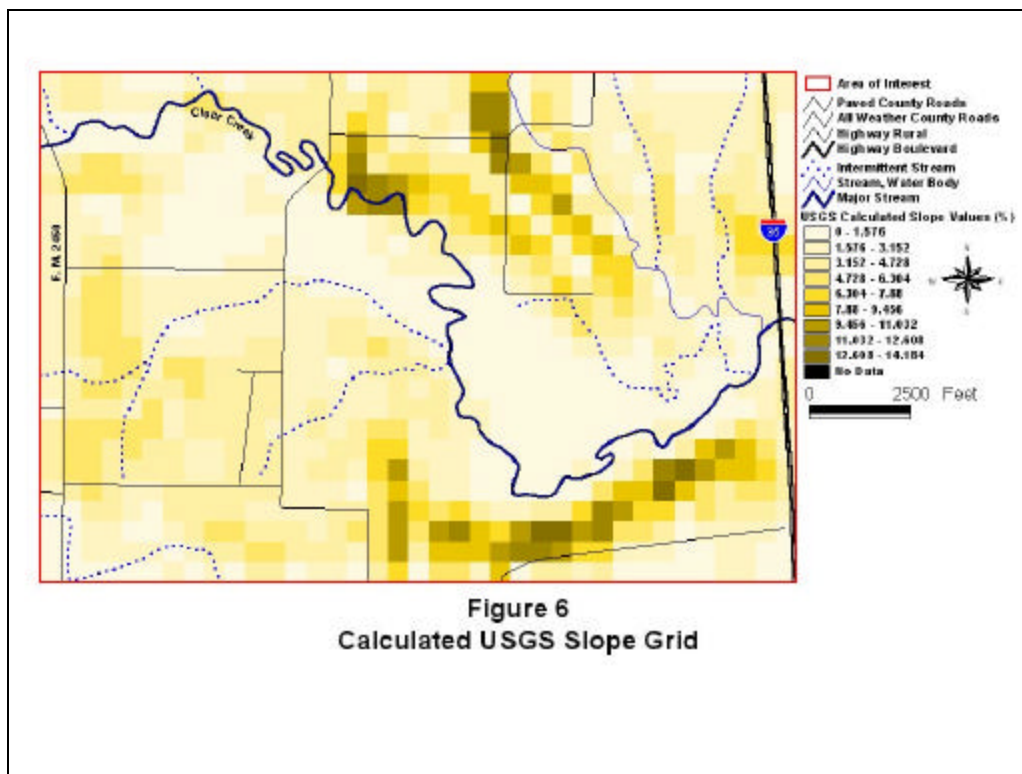 Clear Creek
F. M. 2450
35
Area of Interest
Paved County Roads
All Weather County Roads
Highway Rural
Highway Boulevard
Intermittent Stream
Stream, Water Body
Major Stream
USGS Calculated Slope Values (%)
0 - 1.576
1.576 - 3.152
3.152 - 4.728
4.728 - 6.304
6.304 - 7.88
7.88 - 9.456
9.456 - 11.032
11.032 - 12.608
12.608 - 14.184
No Data
N
W E
S
0 2500 Feet
Figure 6
Calculated USGS Slope Grid